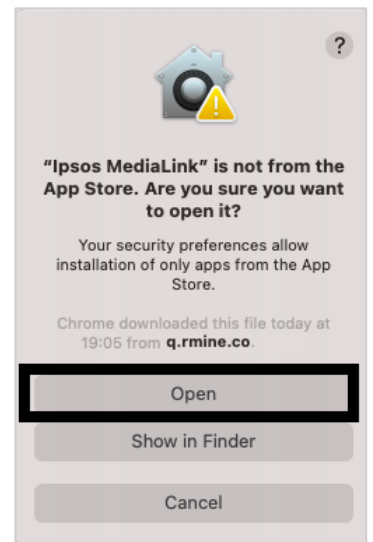 ?
“Ipsos MediaLink” is not from the
App Store. Are you sure you want
to open it?
Your security preferences allow
installation of only apps from the App
Store.
Chrome downloaded this file today at
19:05 from q.rmine.co.
Open
Show in Finder
Cancel